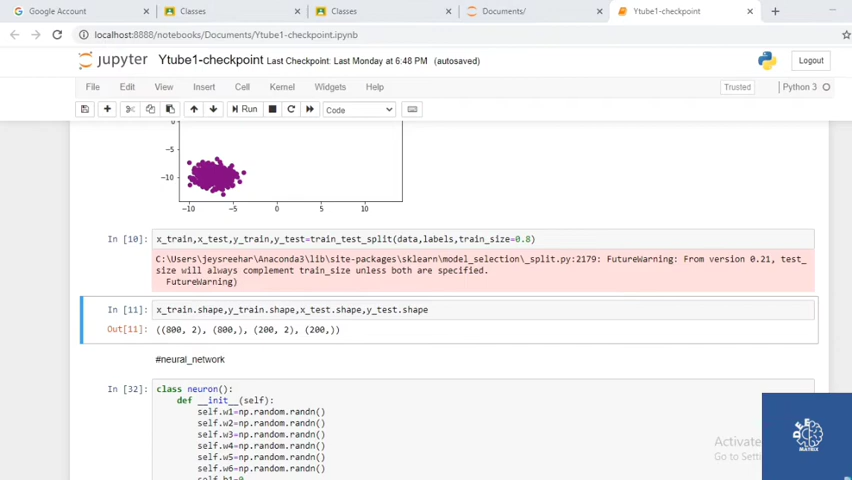 Google Account
Classes
Classes
Documents/
Ytube1-checkpoint
localhost:8888/notebooks/Documents/Ytube1-checkpoint.ipynb
jupyter Ytube1-checkpoint Last Checkpoint: Last Monday at 6:48 PM (autosaved)
Logout
File Edit View Insert Cell Kernel Widgets Help
Trusted
Python 3
Run
Code
0
−5
−10
−10 −5 0 5 10
In [10]: x_train,x_test,y_train,y_test=train_test_split(data,labels,train_size=0.8)
C:\Users\jeysreehar\Anaconda3\lib\site-packages\sklearn\model_selection\_split.py:2179: FutureWarning: From version 0.21, test_
size will always complement train_size unless both are specified.
FutureWarning)
In [11]: x_train.shape,y_train.shape,x_test.shape,y_test.shape
Out[11]: ((800, 2), (800,), (200, 2), (200,))
#neural_network
In [32]: class neuron():
def __init__(self):
self.w1=np.random.randn()
self.w2=np.random.randn()
self.w3=np.random.randn()
self.w4=np.random.randn()
self.w5=np.random.randn()
self.w6=np.random.randn()
self.b1=0
Activate
Go to Setti
DEE
MATRIX